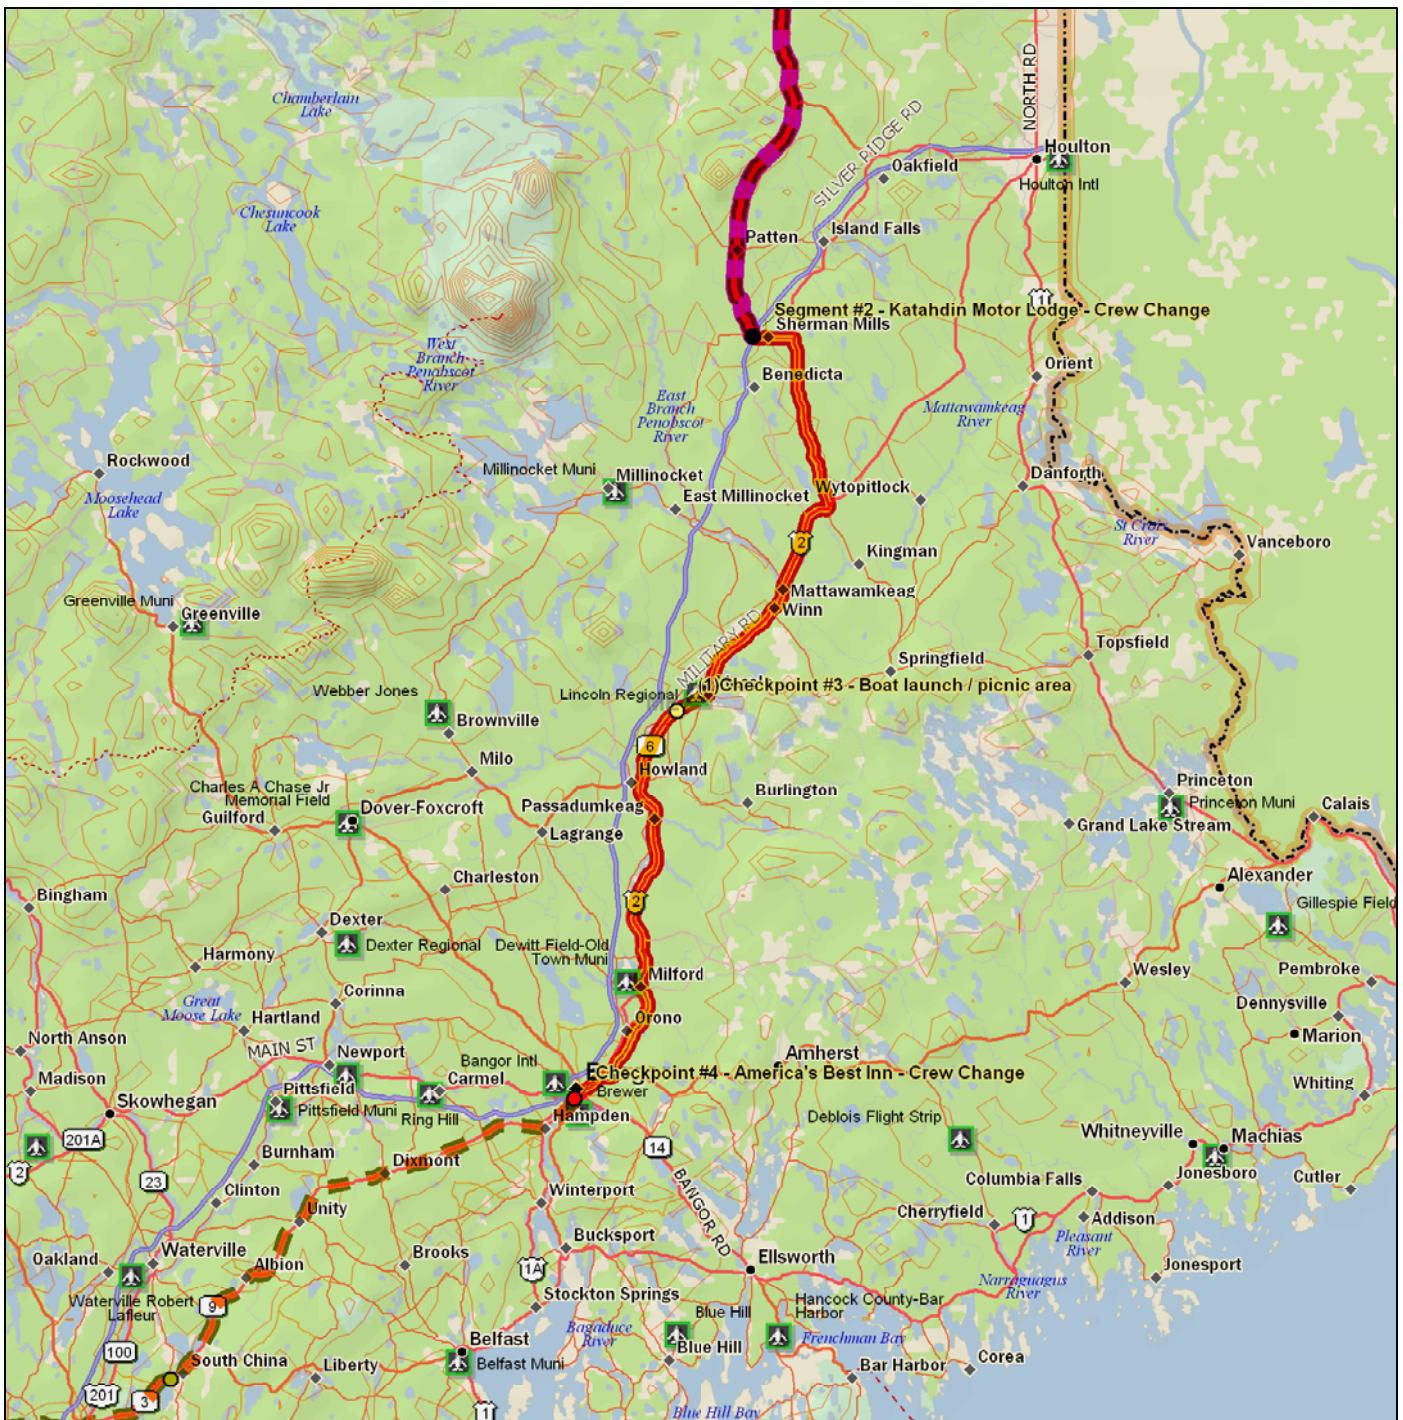 NORTH RD
Chamberlain
Lake
SILVER RIDGE RD
Houlton
Oakfield
Houlton Intl
Chesuncook
Lake
Patten
Island Falls
1
Segment #2 - Katahdin Motor Lodge - Crew Change
Sherman Mills
West
Branch
Penobscot
River
Orient
Benedicta
East
Branch
Penobscot
River
Mattawamkeag
River
Rockwood
Millinocket Muni
Millinocket
Danforth
Moosehead
Lake
East Millinocket
Wytopitlock
St Croix
River
2
Vanceboro
Kingman
Greenville Muni
Greenville
Mattawamkeag
Winn
MILITARY RD
Topsfield
Springfield
Webber Jones
Lincoln Regional
(1)Checkpoint #3 - Boat launch / picnic area
Brownville
6
Milo
Howland
Princeton
Charles A Chase Jr
Memorial Field
Dover-Foxcroft
Passadumkeag
Burlington
Princeton Muni
Calais
Guilford
Lagrange
Grand Lake Stream
Charleston
Alexander
Bingham
2
Gillespie Field
Dexter
Dexter Regional
Dewitt Field-Old
Town Muni
Harmony
Milford
Wesley
Pembroke
Corinna
Great
Moose Lake
Hartland
Dennysville
Orono
North Anson
MAIN ST
Newport
Marion
Bangor Intl
Amherst
Madison
Carmel
Checkpoint #4 - America's Best Inn - Crew Change
Whiting
Pittsfield
Brewer
Skowhegan
Pittsfield Muni
Ring Hill
Hampden
Deblois Flight Strip
201A
14
Whitneyville
Machias
2
Burnham
Dixmont
23
BANGOR RD
Columbia Falls
Jonesboro
Cutler
Clinton
Winterport
Unity
Cherryfield
1
Addison
Bucksport
Pleasant
River
Oakland
Waterville
Brooks
Ellsworth
Albion
1A
Jonesport
Narraguagus
River
Stockton Springs
Waterville Robert
Lafleur
9
Blue Hill
Hancock County-Bar
Harbor
Bagaduce
River
Frenchman Bay
Belfast
Blue Hill
100
South China
Liberty
Belfast Muni
Bar Harbor
Corea
201
3
1
Blue Hill Bay